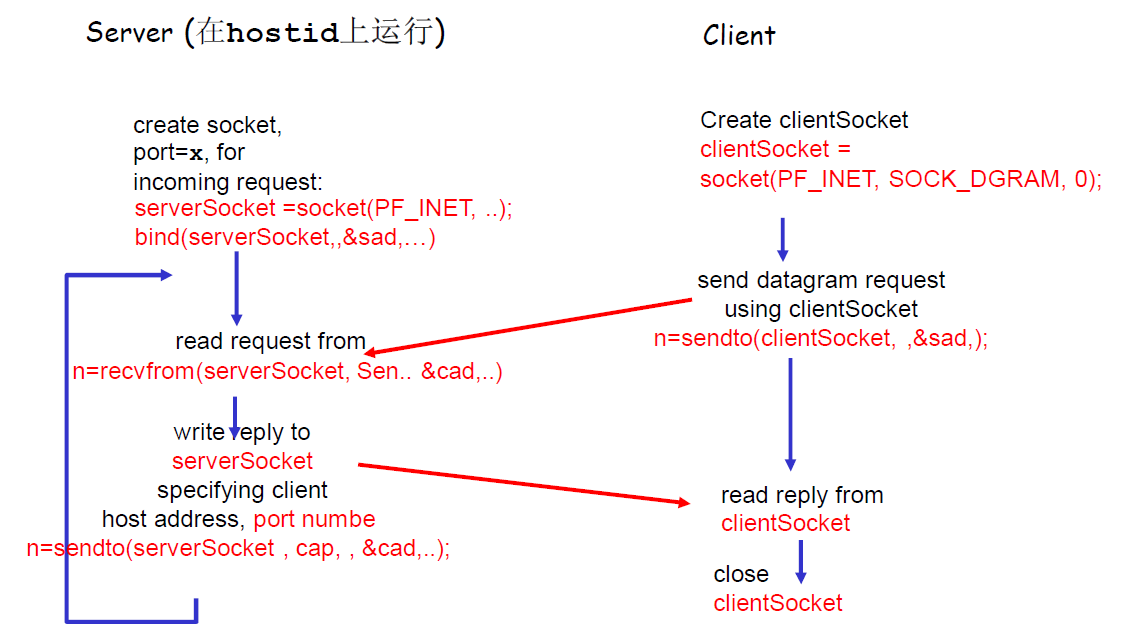 Server (在hostid上运行)
create socket,
port=x, for
incoming request:
serverSocket =socket(PF_INET, ..);
bind(serverSocket,,&sad,…)
read request from
n=recvfrom(serverSocket, Sen.. &cad,..)
write reply to
serverSocket
specifying client
host address, port numbe
n=sendto(serverSocket , cap, , &cad,..);
Client
Create clientSocket
clientSocket =
socket(PF_INET, SOCK_DGRAM, 0);
send datagram request
using clientSocket
n=sendto(clientSocket, ,&sad,);
read reply from
clientSocket
close
clientSocket